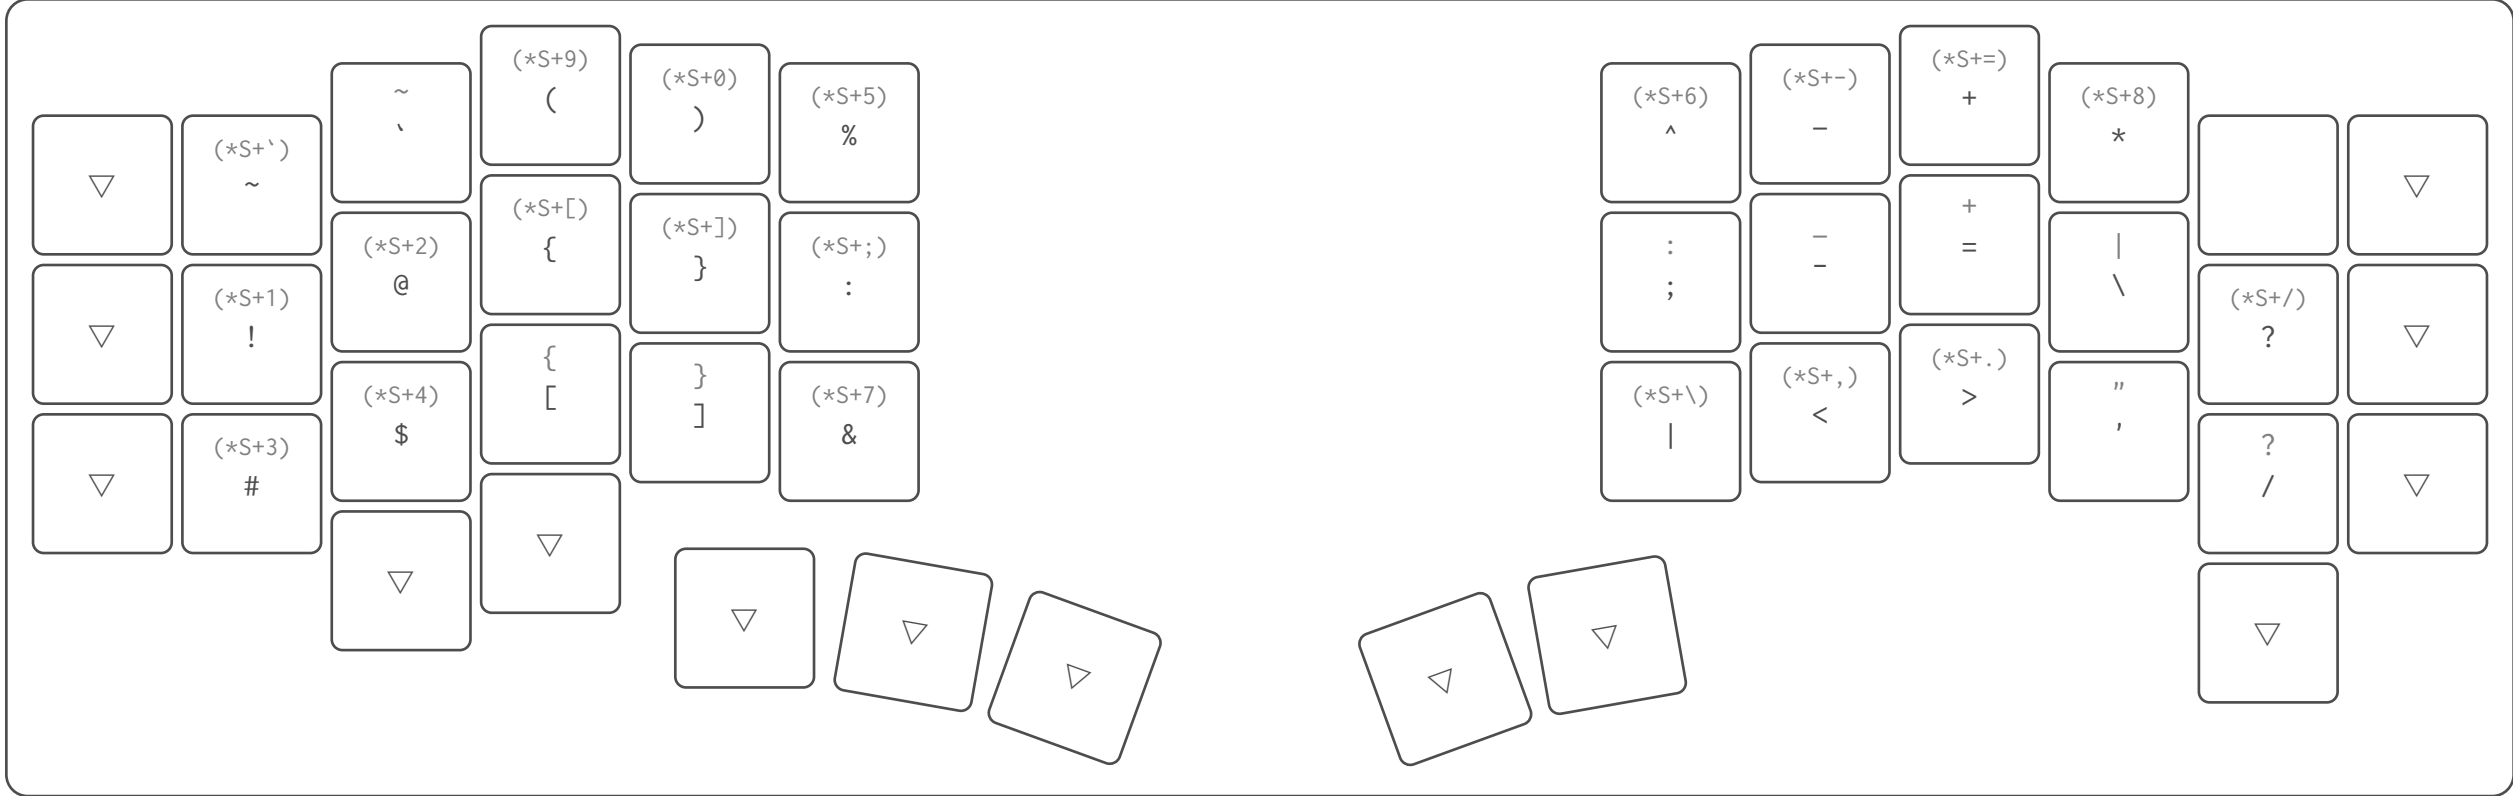 (*S+9)
(
(*S+=)
+
(*S+0)
)
(*S+-)
_
~
`
(*S+5)
%
(*S+6)
^
(*S+8)
*
(*S+`)
~
▽
▽
(*S+[)
{
+
=
(*S+])
}
_
-
(*S+2)
@
(*S+;)
:
:
;
|
\
▽
(*S+1)
!
(*S+/)
?
▽
{
[
(*S+.)
>
}
]
(*S+,)
<
(*S+4)
$
(*S+7)
&
(*S+\)
|
"
'
▽
(*S+3)
#
?
/
▽
▽
▽
▽
▽
▽
▽
▽
▽